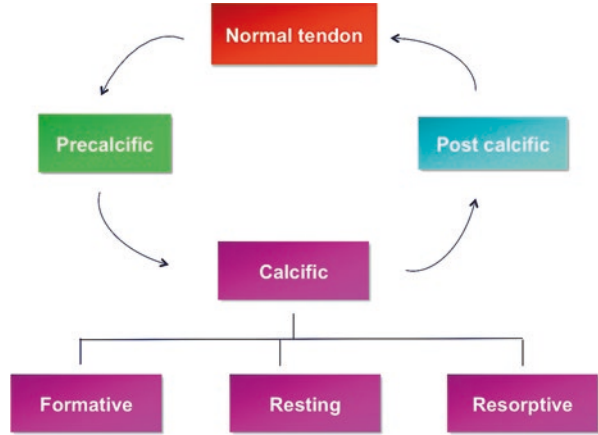 Normal tendon
Precalcific
Post calcific
Calcific
Formative
Resting
Resorptive